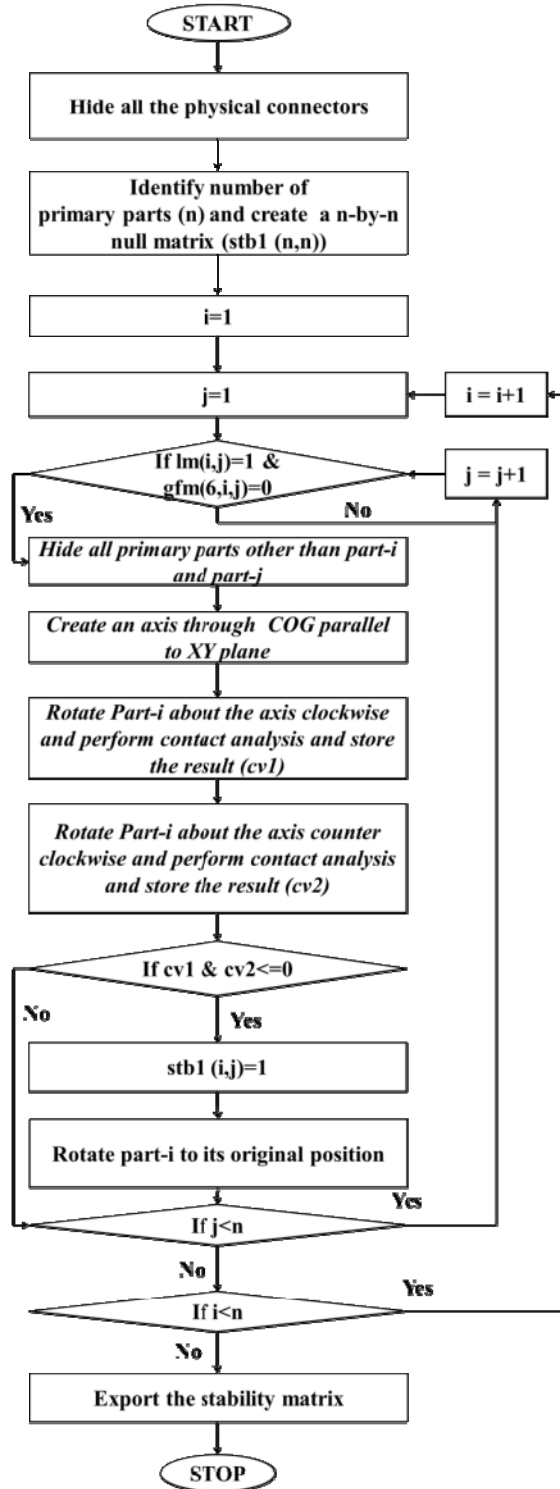 START
Hide all the physical connectors
Identify number of
primary parts (n) and create a n-by-n
null matrix (stb1 (n,n))
i=1
j=1
i = i+1
If lm(i,j)=1 &
gfm(6,i,j)=0
j = j+1
Yes
No
Hide all primary parts other than part-i
and part-j
Create an axis through COG parallel
to XY plane
Rotate Part-i about the axis clockwise
and perform contact analysis and store
the result (cv1)
Rotate Part-i about the axis counter
clockwise and perform contact analysis
and store the result (cv2)
If cv1 & cv2<=0
No
Yes
stb1 (i,j)=1
Rotate part-i to its original position
Yes
If j<n
No
Yes
If i<n
No
Export the stability matrix
STOP